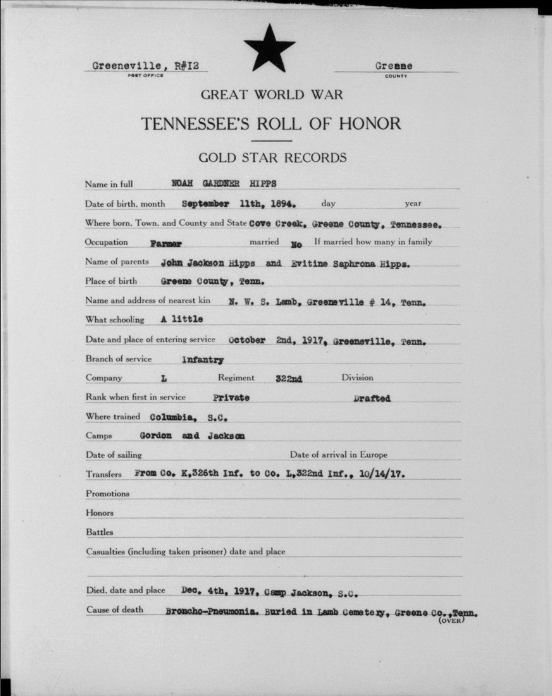 Greeneville, R#12 Greene
POST OFFICE COUNTY
GREAT WORLD WAR
TENNESSEE'S ROLL OF HONOR
GOLD STAR RECORDS
Name in full NOAH GARDNER HIPPS
Date of birth, month September 11th, 1894. day year
Where born, Town, and County and State Cove Creek, Greene County, Tennessee.
Occupation Farmer married No If married how many in family
Name of parents John Jackson Hipps and Evitine Saphrona Hipps.
Place of birth Greene County, Tenn.
Name and address of nearest kin N. W. S. Lamb, Greeneville # 14, Tenn.
What schooling A little
Date and place of entering service October 2nd, 1917, Greeneville, Tenn.
Branch of service Infantry
Company L Regiment 322nd Division
Rank when first in service Private Drafted
Where trained Columbia, S.C.
Camps Gordon and Jackson
Date of sailing Date of arrival in Europe
Transfers From Co. K,326th Inf. to Co. L,322nd Inf., 10/14/17.
Promotions
Honors
Battles
Casualties (including taken prisoner) date and place
Died, date and place Dec. 4th, 1917, Camp Jackson, S.C.
Cause of death Broncho-Pneumonia. Buried in Lamb Cemetery, Greene Co.,Tenn.
(OVER)